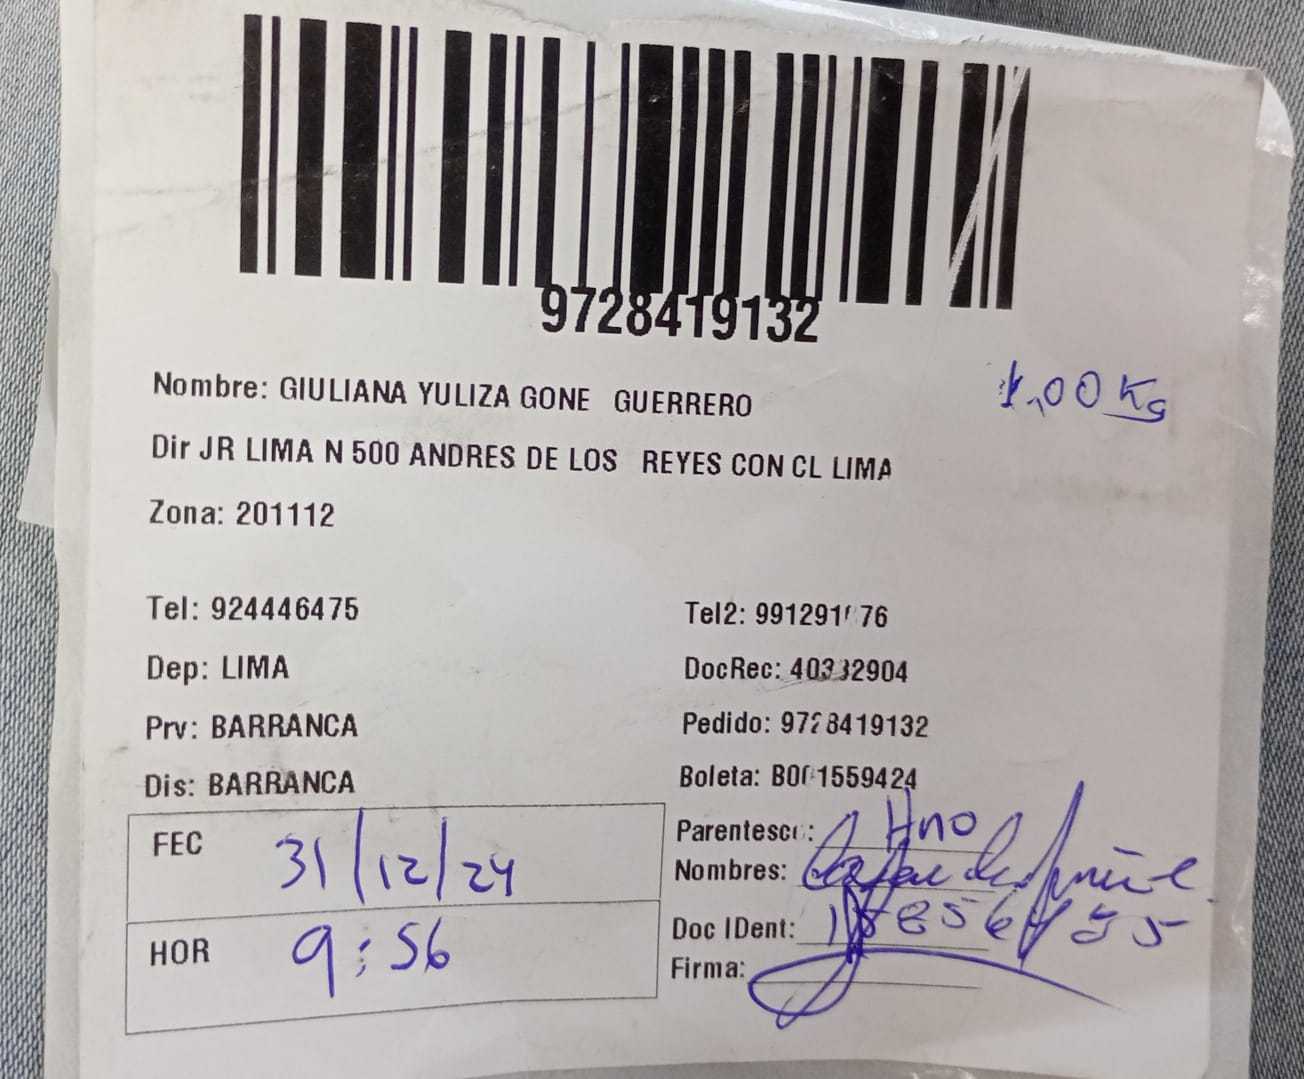 9728419132
Nombre: GIULIANA YULIZA GONE GUERRERO
1,00 Kg
Dir JR LIMA N 500 ANDRES DE LOS REYES CON CL LIMA
Zona: 201112
Tel: 924446475
Tel2:
Dep: LIMA
DocRec:
Prv: BARRANCA
Pedido: 9728419132
Dis: BARRANCA
Boleta:
FEC 31/12/24
Parentesco: Hno
Nombres:
HOR 9:56
Doc IDent:
Firma: